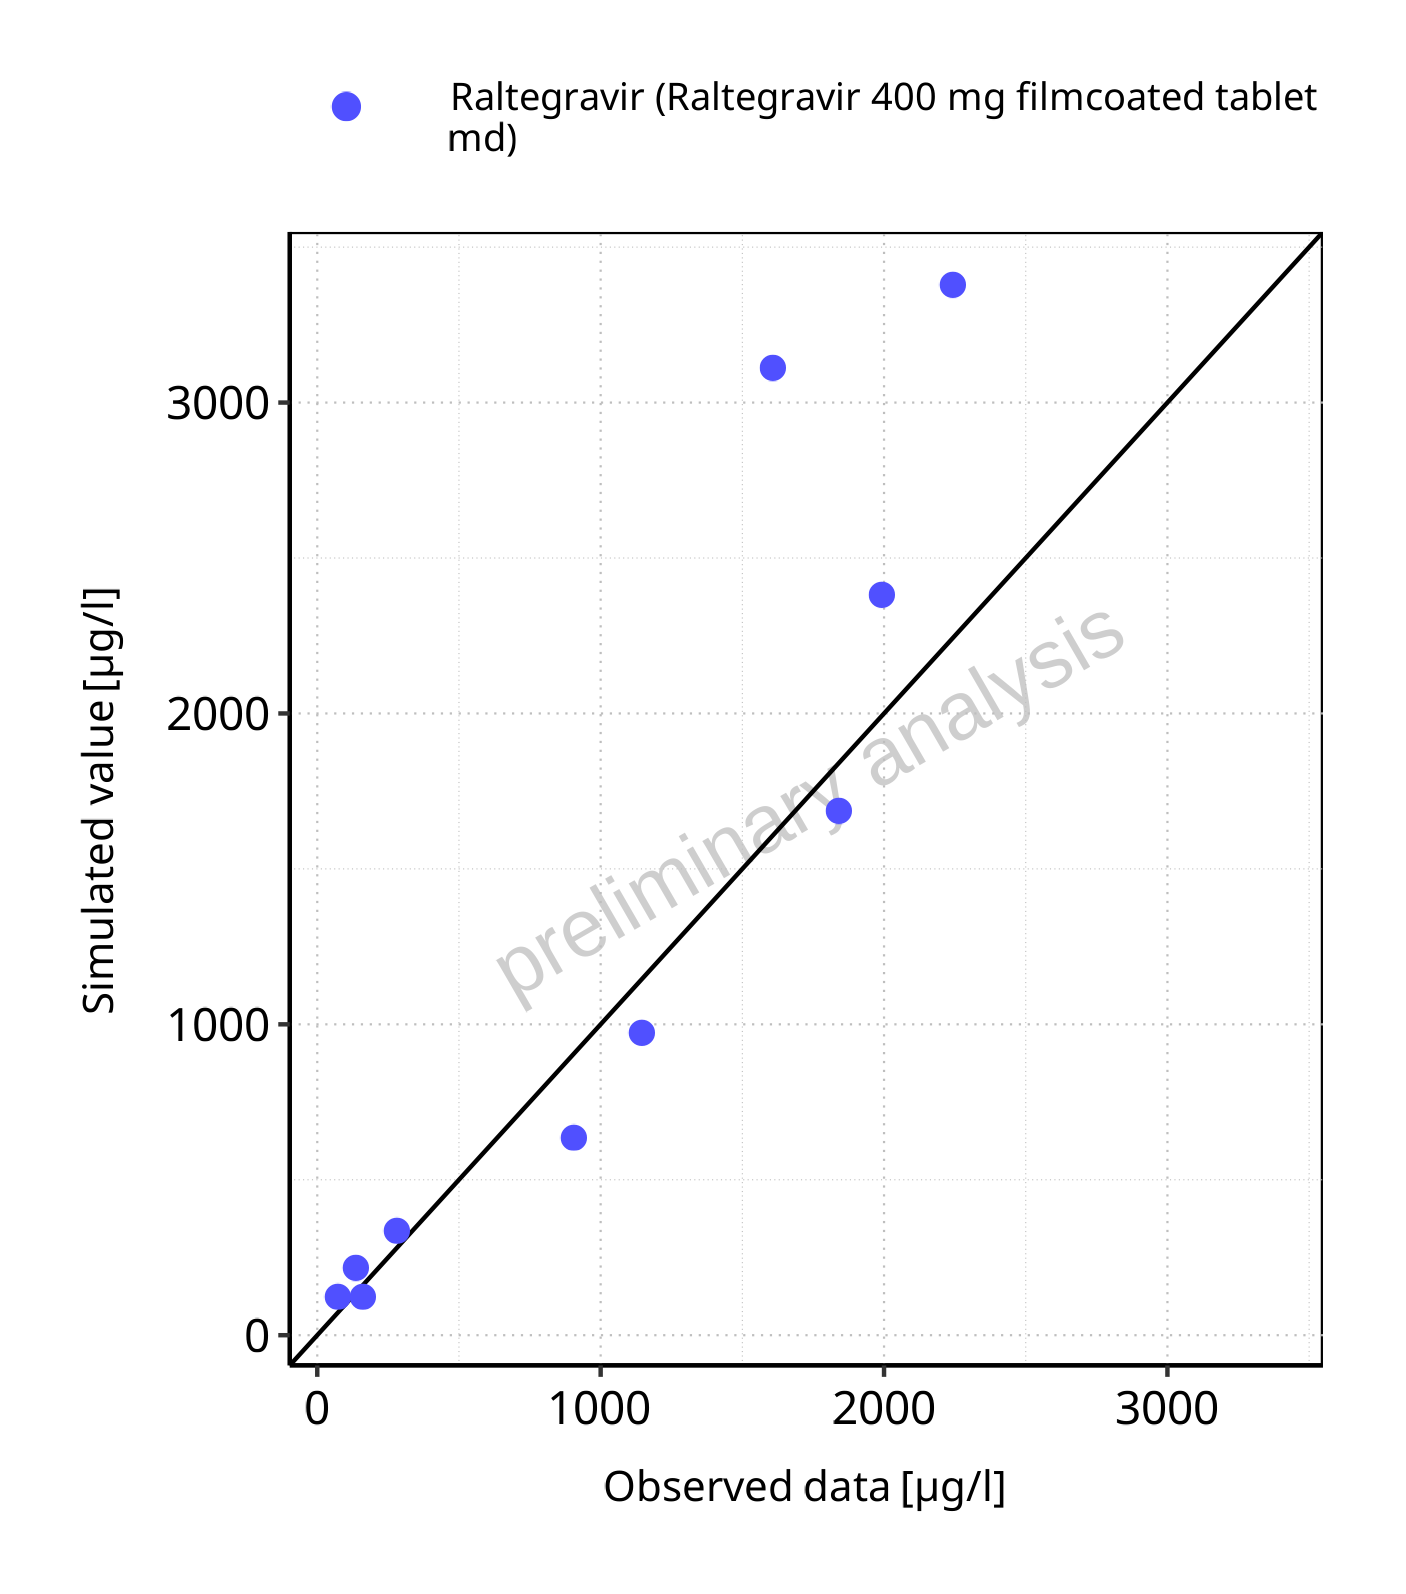 Raltegravir (Raltegravir 400 mg filmcoated tablet
md)
3000
2000
1000
0
Simulated value [µg/l]
preliminary analysis
0 1000 2000 3000
Observed data [µg/l]